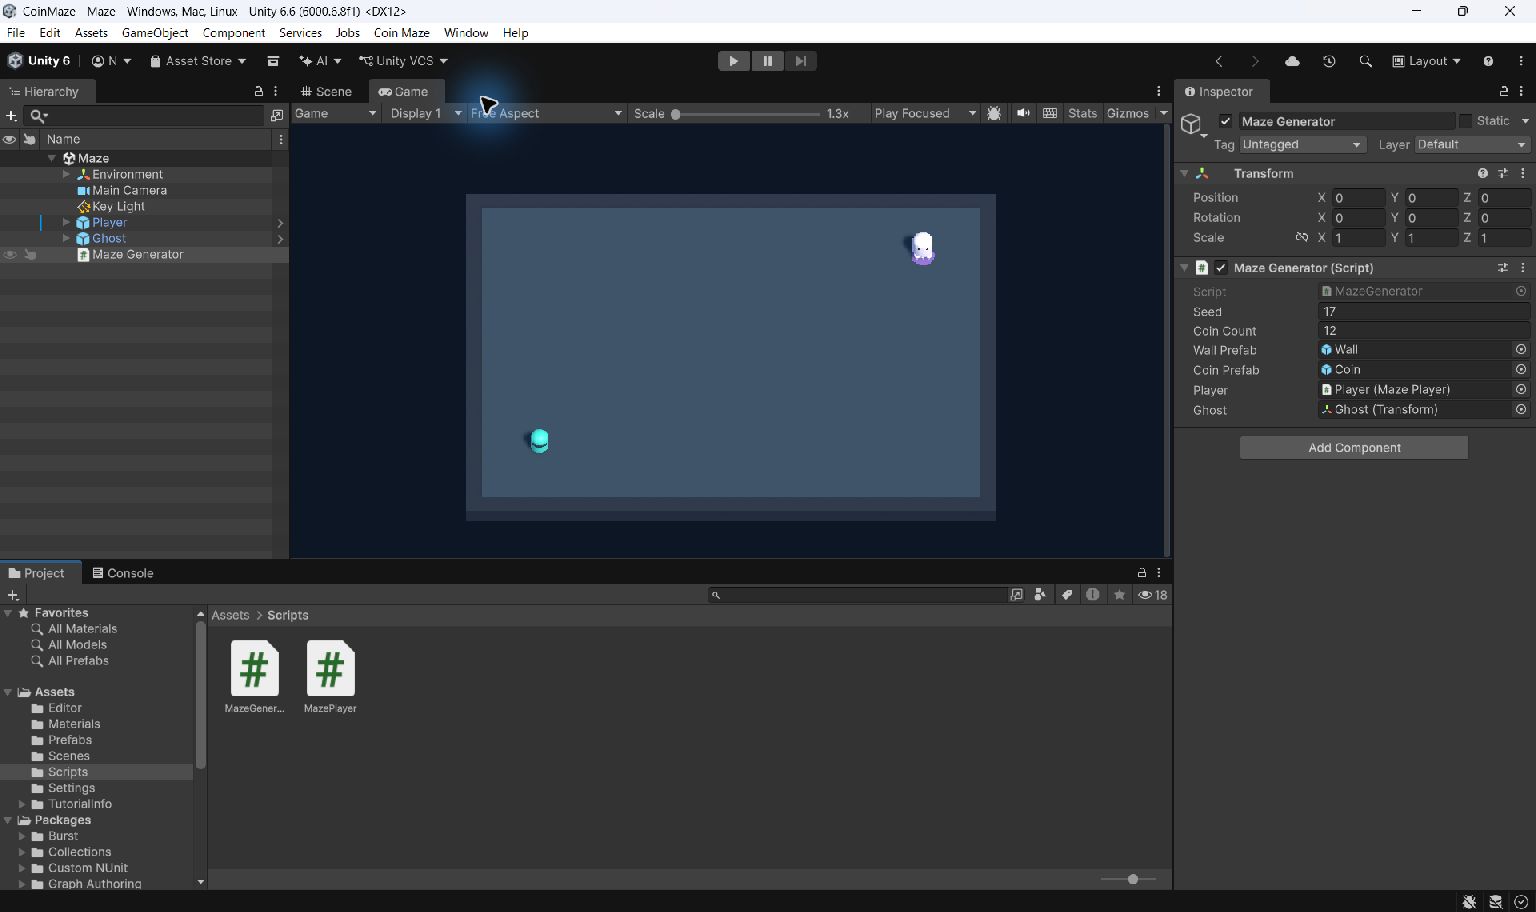 CoinMaze - Maze - Windows, Mac, Linux - Unity 6.6 (6000.6.8f1) <DX12>
File Edit Assets GameObject Component Services Jobs Coin Maze Window Help
Unity 6 N Asset Store AI Unity VCS Layout
Hierarchy
Scene Game
Inspector
Game Display 1 Free Aspect Scale 1.3x Play Focused Stats Gizmos
Name
Maze
Environment
Main Camera
Key Light
Player
Ghost
Maze Generator
Maze Generator Static
Tag Untagged Layer Default
Transform
Position X 0 Y 0 Z 0
Rotation X 0 Y 0 Z 0
Scale X 1 Y 1 Z 1
# Maze Generator (Script)
Script MazeGenerator
Seed 17
Coin Count 12
Wall Prefab Wall
Coin Prefab Coin
Player Player (Maze Player)
Ghost Ghost (Transform)
Add Component
Project Console
18
Favorites
All Materials
All Models
All Prefabs
Assets
Editor
Materials
Prefabs
Scenes
Scripts
Settings
TutorialInfo
Packages
Burst
Collections
Custom NUnit
Graph Authoring
Assets > Scripts
# #
MazeGener... MazePlayer